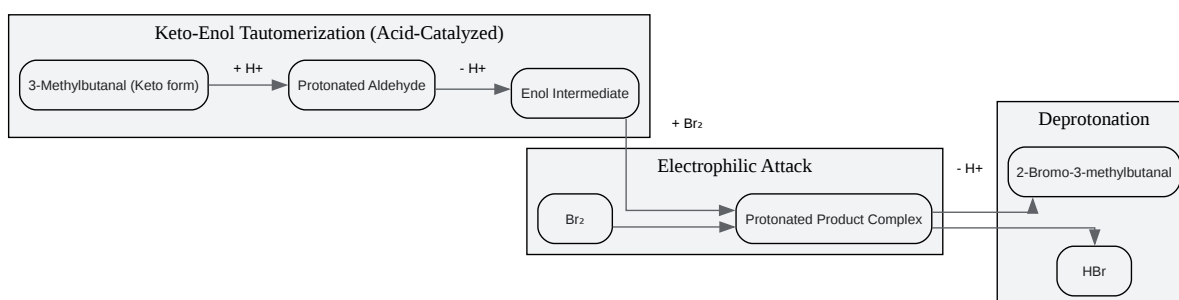 Keto-Enol Tautomerization (Acid-Catalyzed)
3-Methylbutanal (Keto form)
+ H+
Protonated Aldehyde
- H+
Enol Intermediate
+ Br₂
Electrophilic Attack
Br₂
Protonated Product Complex
- H+
Deprotonation
2-Bromo-3-methylbutanal
HBr